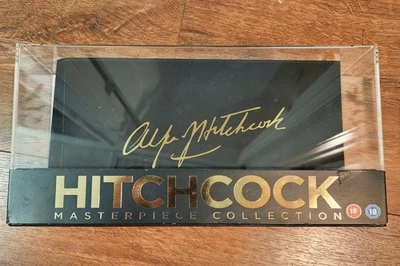 Alfred Hitchcock
HITCHCOCK
MASTERPIECE COLLECTION 18 18